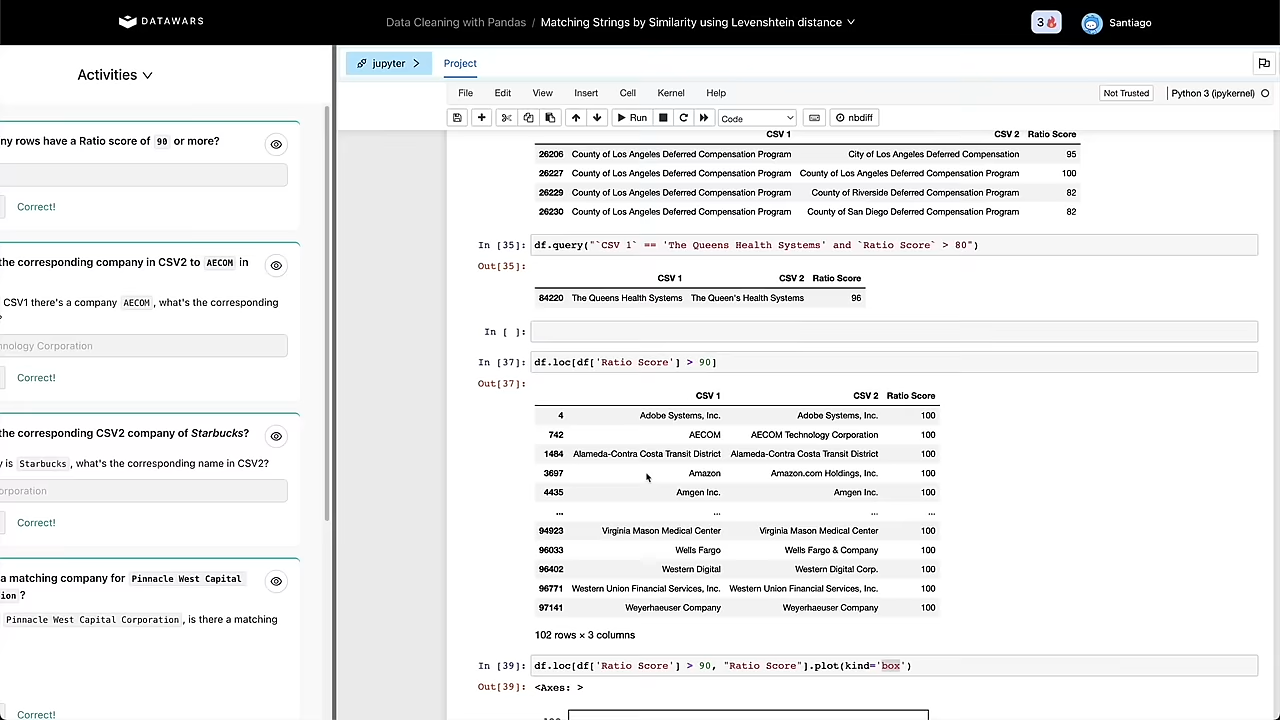 DATAWARS
Data Cleaning with Pandas / Matching Strings by Similarity using Levenshtein distance
3
Santiago
Activities
ny rows have a Ratio score of 90 or more?
Correct!
the corresponding company in CSV2 to AECOM in
CSV1 there's a company AECOM, what's the corresponding
?
nology Corporation
Correct!
the corresponding CSV2 company of Starbucks?
y is Starbucks, what's the corresponding name in CSV2?
orporation
Correct!
a matching company for Pinnacle West Capital
ion?
Pinnacle West Capital Corporation, is there a matching
Correct!
jupyter
Project
File Edit View Insert Cell Kernel Help
Not Trusted
Python 3 (ipykernel)
Run
Code
nbdiff
CSV 1 CSV 2 Ratio Score
26206 County of Los Angeles Deferred Compensation Program City of Los Angeles Deferred Compensation 95
26227 County of Los Angeles Deferred Compensation Program County of Los Angeles Deferred Compensation Program 100
26229 County of Los Angeles Deferred Compensation Program County of Riverside Deferred Compensation Program 82
26230 County of Los Angeles Deferred Compensation Program County of San Diego Deferred Compensation Program 82
In [35]: df.query("`CSV 1` == 'The Queens Health Systems' and `Ratio Score` > 80")
Out[35]:
CSV 1 CSV 2 Ratio Score
84220 The Queens Health Systems The Queen's Health Systems 96
In [ ]:
In [37]: df.loc[df['Ratio Score'] > 90]
Out[37]:
CSV 1 CSV 2 Ratio Score
4 Adobe Systems, Inc. Adobe Systems, Inc. 100
742 AECOM AECOM Technology Corporation 100
1484 Alameda-Contra Costa Transit District Alameda-Contra Costa Transit District 100
3697 Amazon Amazon.com Holdings, Inc. 100
4435 Amgen Inc. Amgen Inc. 100
... ... ... ...
94923 Virginia Mason Medical Center Virginia Mason Medical Center 100
96033 Wells Fargo Wells Fargo & Company 100
96402 Western Digital Western Digital Corp. 100
96771 Western Union Financial Services, Inc. Western Union Financial Services, Inc. 100
97141 Weyerhaeuser Company Weyerhaeuser Company 100
102 rows × 3 columns
In [39]: df.loc[df['Ratio Score'] > 90, "Ratio Score"].plot(kind='box')
Out[39]: <Axes: >